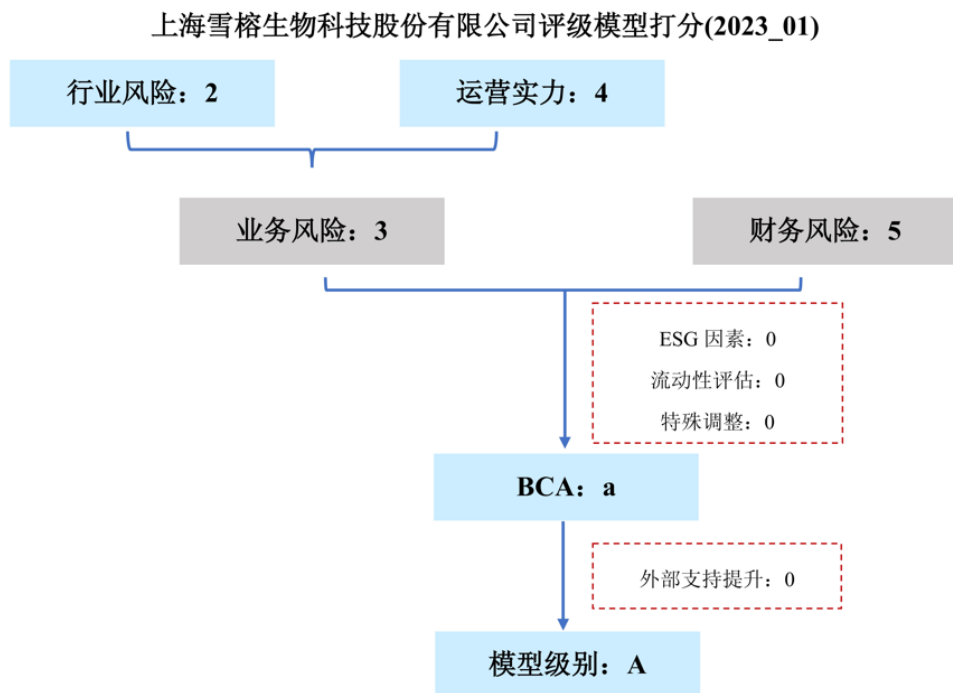 上海雪榕生物科技股份有限公司评级模型打分(2023_01)
行业风险：2
运营实力：4
业务风险：3
财务风险：5
ESG 因素：0
流动性评估：0
特殊调整：0
BCA：a
外部支持提升：0
模型级别：A